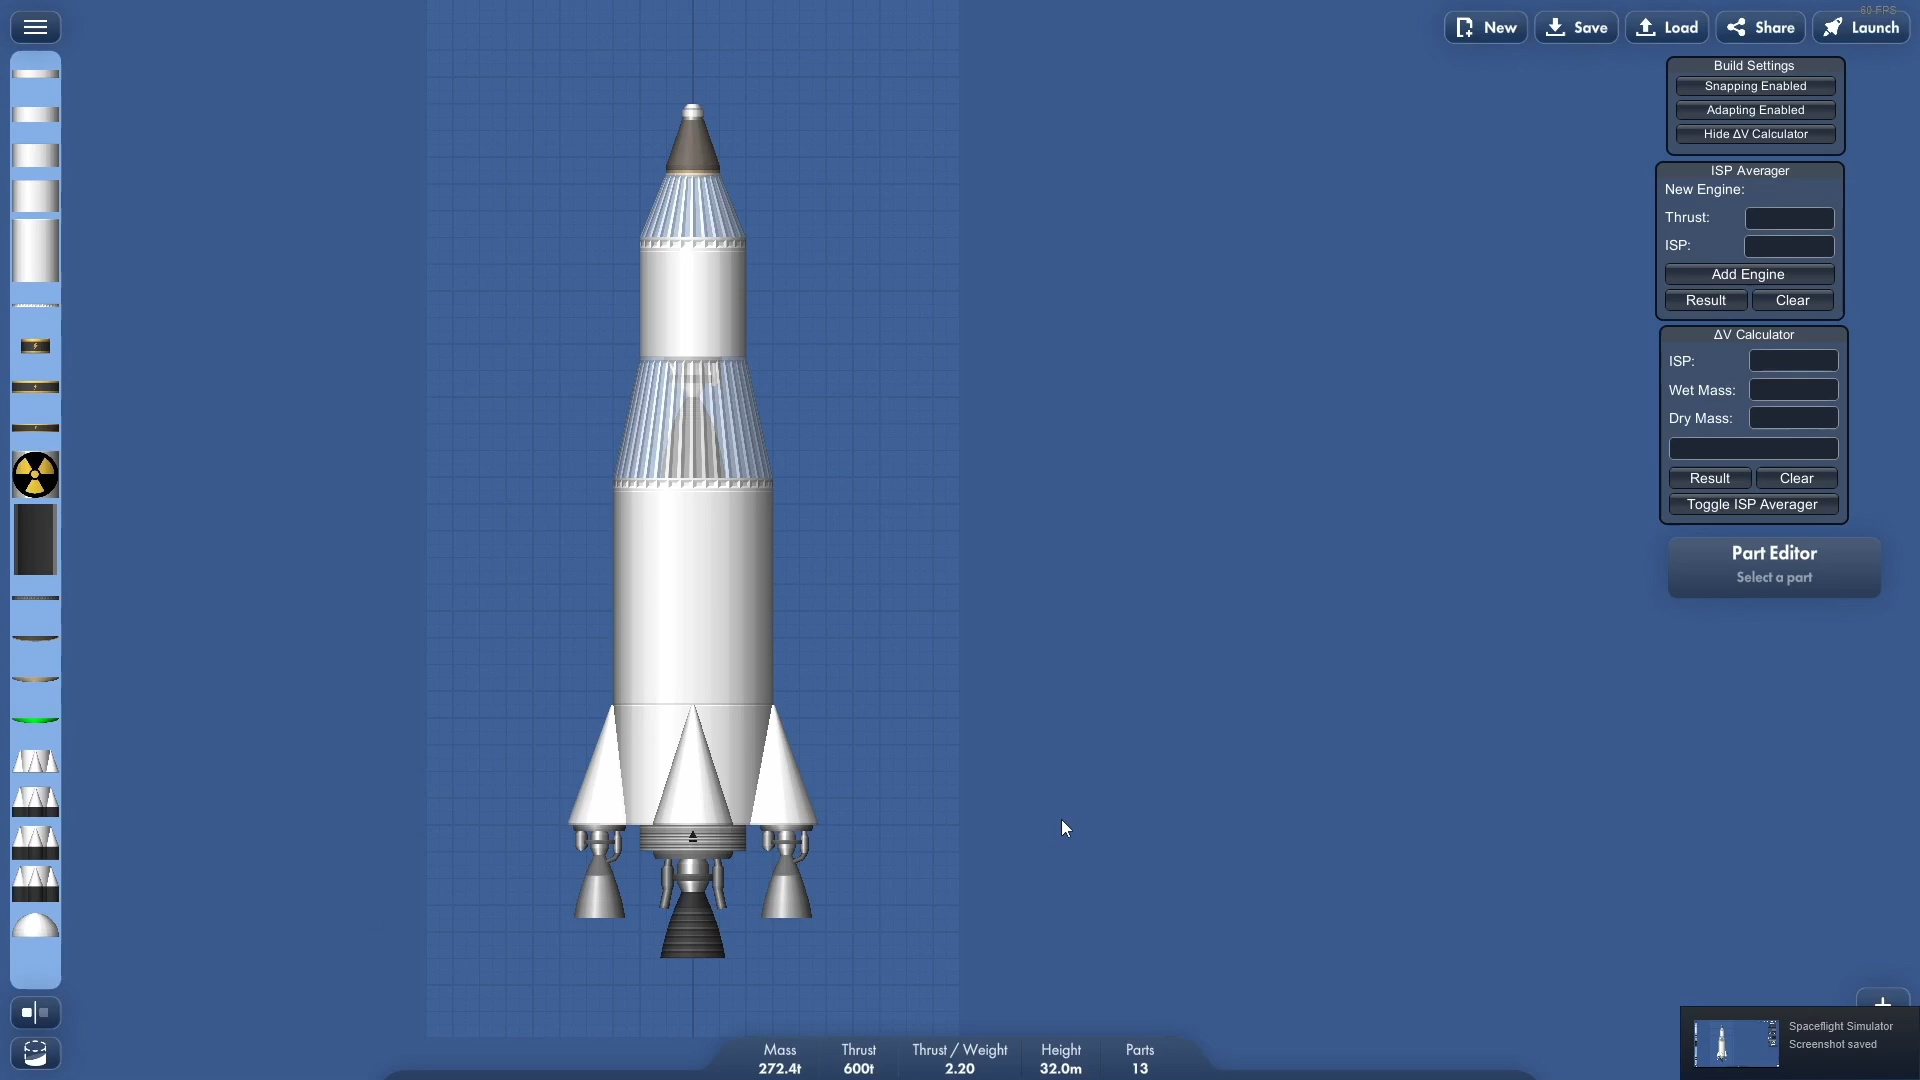 60 FPS
New
Save
Load
Share
Launch
Build Settings
Snapping Enabled
Adapting Enabled
Hide ΔV Calculator
ISP Averager
New Engine:
Thrust:
ISP:
Add Engine
Result Clear
ΔV Calculator
ISP:
Wet Mass:
Dry Mass:
Result Clear
Toggle ISP Averager
Part Editor
Select a part
Mass Thrust Thrust / Weight Height Parts
272.4t 600t 2.20 32.0m 13
Spaceflight Simulator
Screenshot saved